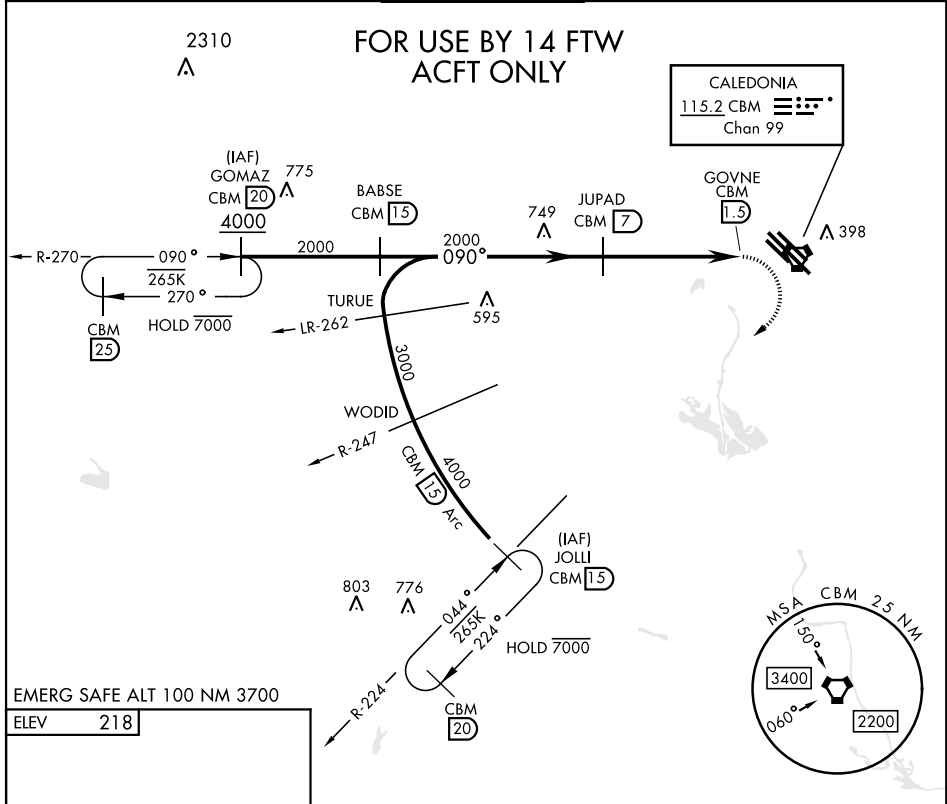 FOR USE BY 14 FTW
ACFT ONLY
2310
CALEDONIA
115.2 CBM
Chan 99
(IAF)
GOMAZ
CBM 20
4000
775
BABSE
CBM 15
749
JUPAD
CBM 7
GOVNE
CBM
1.5
398
R-270
090°
265K
270°
2000
2000
090°
CBM
25
HOLD 7000
TURUE
LR-262
595
3000
WODID
R-247
4000
CBM 15 Arc
(IAF)
JOLLI
CBM 15
803
776
044°
265K
224°
HOLD 7000
R-224
CBM
20
MSA CBM 25 NM
150°
3400
060°
2200
EMERG SAFE ALT 100 NM 3700
ELEV 218